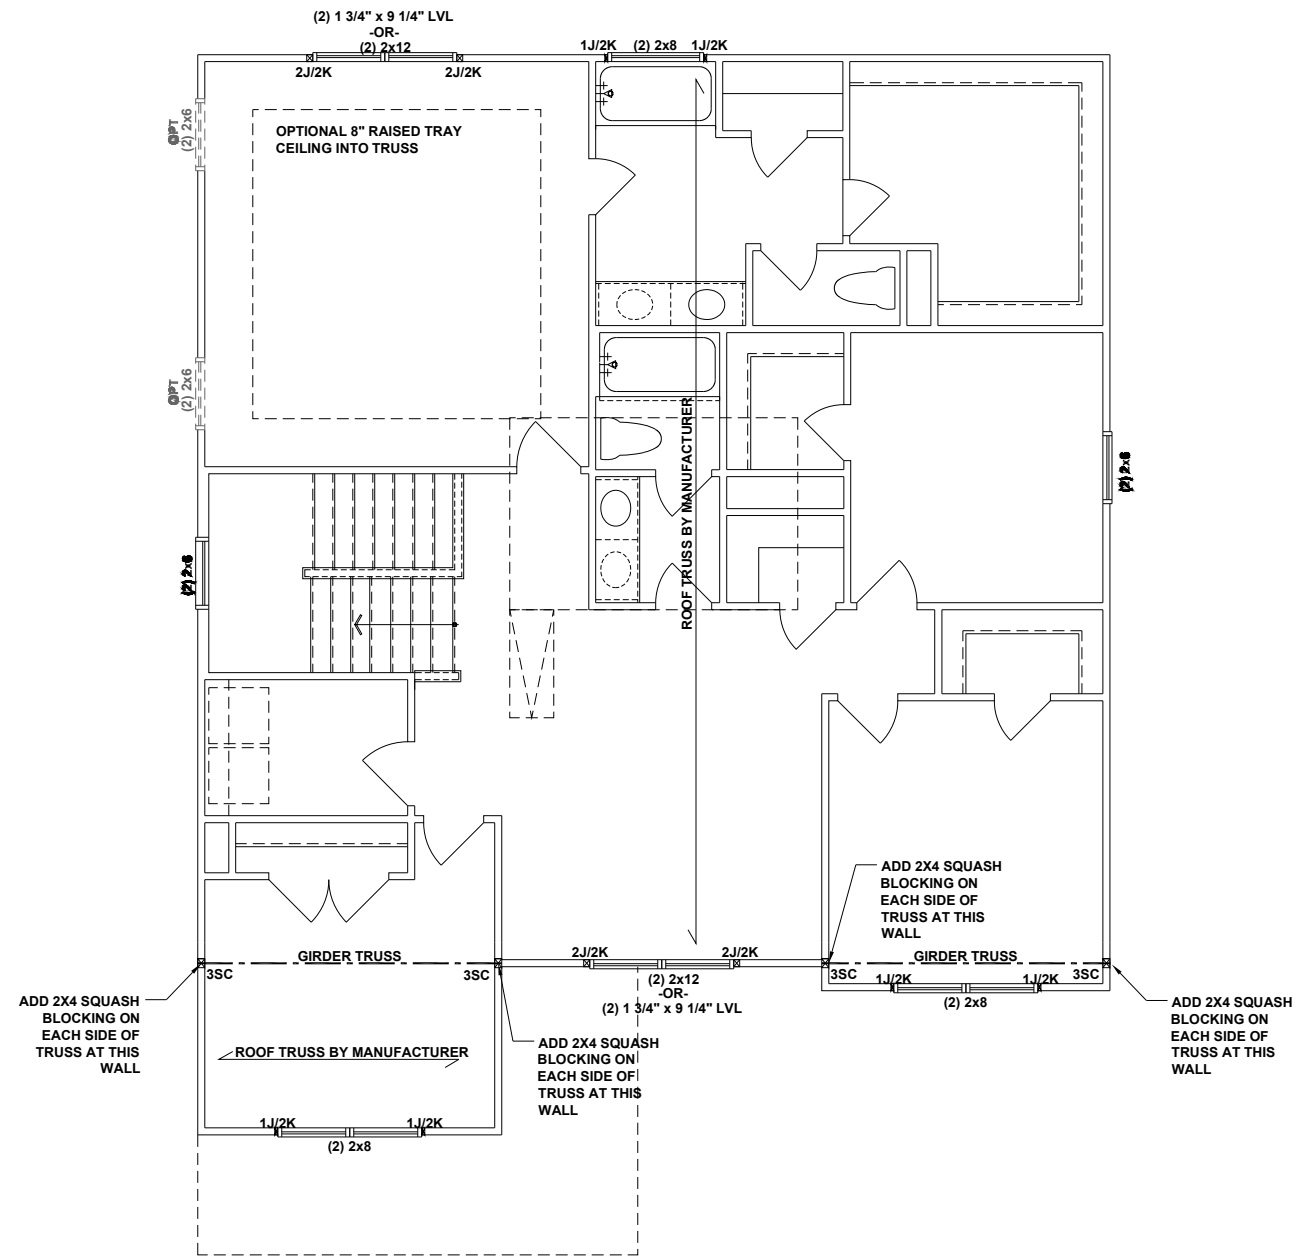 (2) 1 3/4" x 9 1/4" LVL
-OR-
(2) 2x12
2J/2K
2J/2K
1J/2K
(2) 2x8
1J/2K
OPT
(2) 2x6
OPTIONAL 8" RAISED TRAY
CEILING INTO TRUSS
OPT
(2) 2x6
ROOF TRUSS BY MANUFACTURER
(2) 2x6
(2) 2x6
ADD 2X4 SQUASH
BLOCKING ON
EACH SIDE OF
TRUSS AT THIS
WALL
GIRDER TRUSS
3SC
3SC
2J/2K
2J/2K
(2) 2x12
-OR-
(2) 1 3/4" x 9 1/4" LVL
GIRDER TRUSS
3SC
3SC
1J/2K
1J/2K
(2) 2x8
ADD 2X4 SQUASH
BLOCKING ON
EACH SIDE OF
TRUSS AT THIS
WALL
ADD 2X4 SQUASH
BLOCKING ON
EACH SIDE OF
TRUSS AT THIS
WALL
ADD 2X4 SQUASH
BLOCKING ON
EACH SIDE OF
TRUSS AT THIS
WALL
ROOF TRUSS BY MANUFACTURER
1J/2K
1J/2K
(2) 2x8